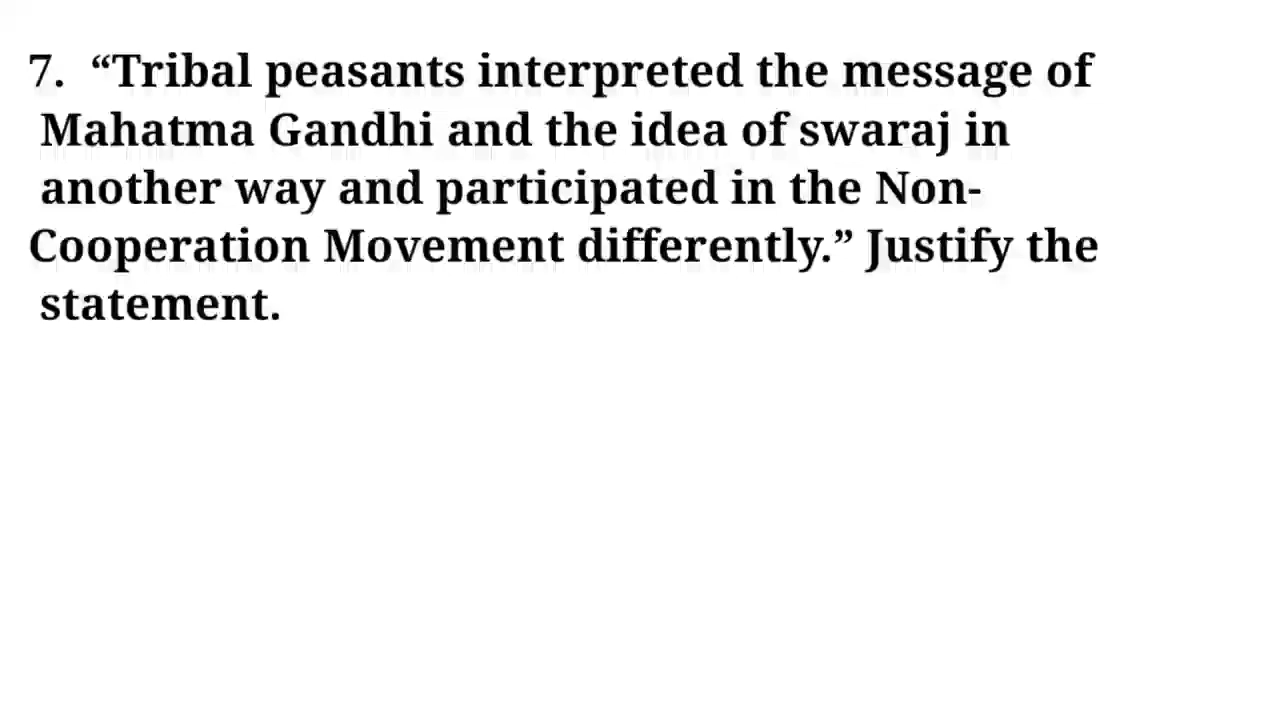 7. “Tribal peasants interpreted the message of
Mahatma Gandhi and the idea of swaraj in
another way and participated in the Non-
Cooperation Movement differently.” Justify the
statement.